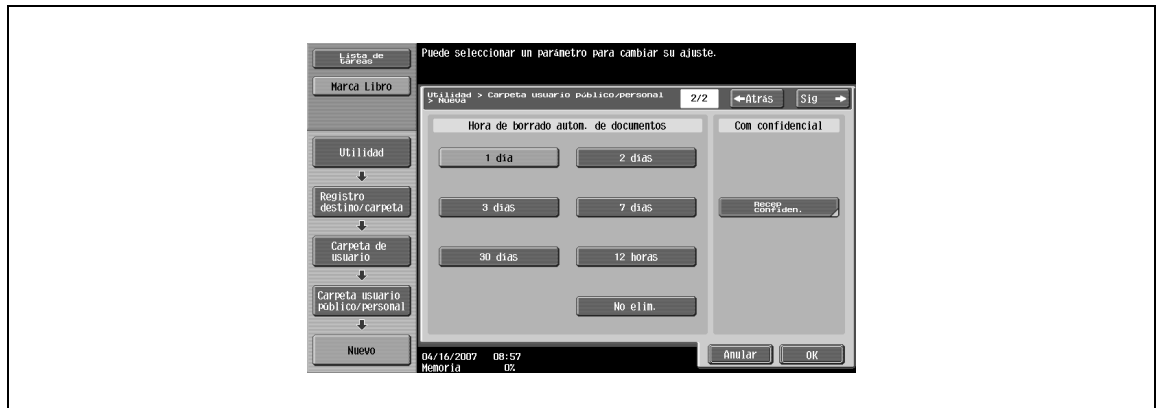 Lista de
tareas
Puede seleccionar un parámetro para cambiar su ajuste.
Marca Libro
Utilidad > Carpeta usuario público/personal
> Nueva
2/2
←Atrás
Sig →
Hora de borrado autom. de documentos
Com confidencial
Utilidad
1 día
2 días
Registro
destino/carpeta
3 días
7 días
Recep
confiden.
Carpeta de
usuario
30 días
12 horas
Carpeta usuario
público/personal
No elim.
Nuevo
04/16/2007 08:57
Memoria 0%
Anular
OK